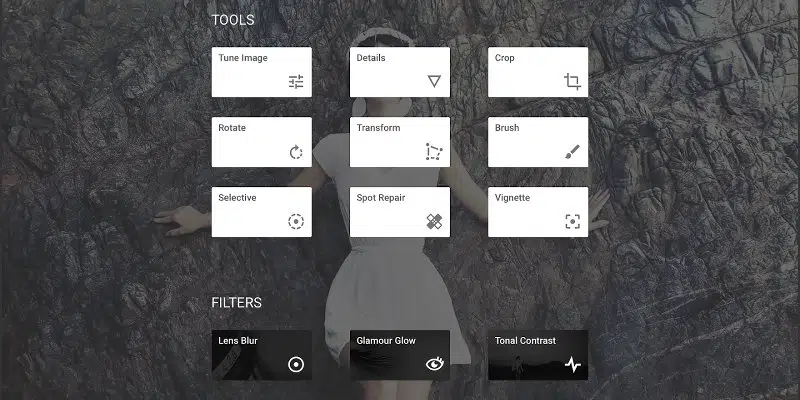 TOOLS
Tune Image
Details
Crop
Rotate
Transform
Brush
Selective
Spot Repair
Vignette
FILTERS
Lens Blur
Glamour Glow
Tonal Contrast